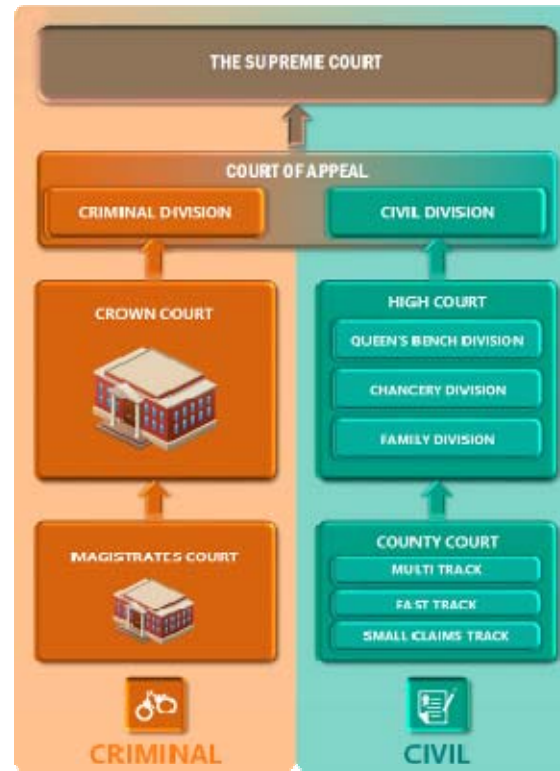 THE SUPREME COURT
COURT OF APPEAL
CRIMINAL DIVISION
CIVIL DIVISION
CROWN COURT
HIGH COURT
QUEEN'S BENCH DIVISION
CHANCERY DIVISION
FAMILY DIVISION
MAGISTRATES COURT
COUNTY COURT
MULTI TRACK
FAST TRACK
SMALL CLAIMS TRACK
CRIMINAL
CIVIL